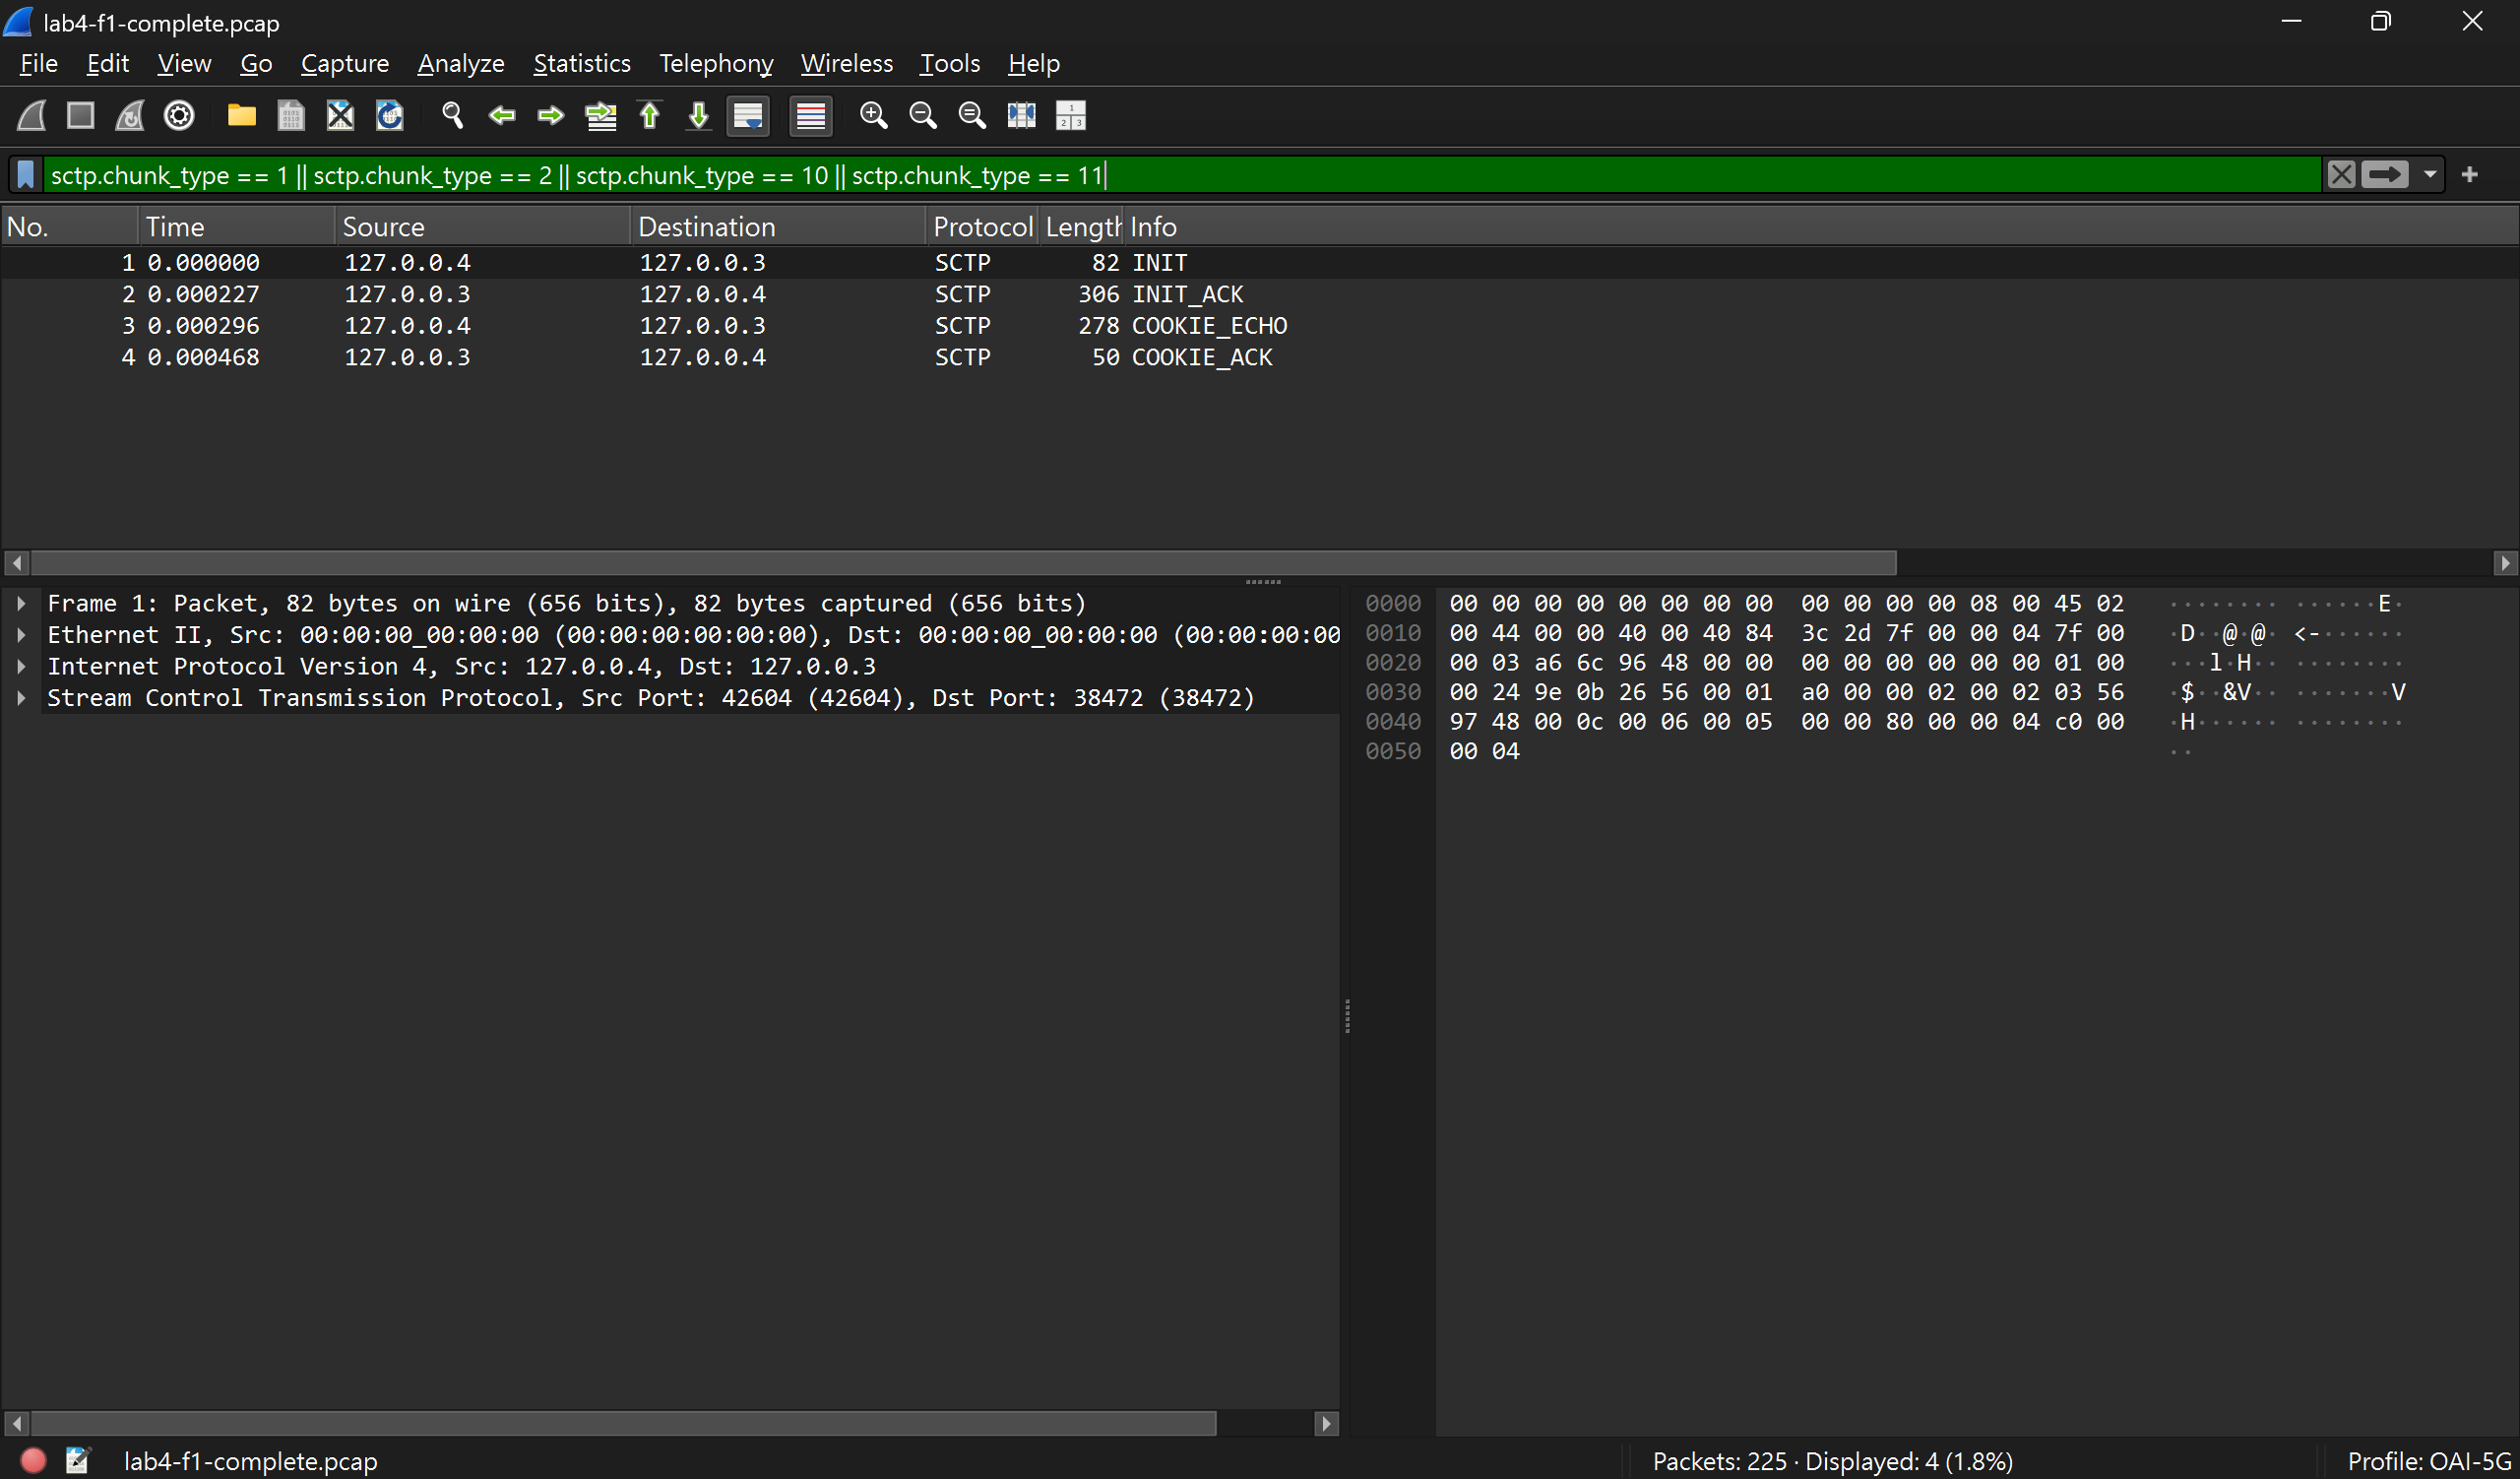 lab4-f1-complete.pcap
File Edit View Go Capture Analyze Statistics Telephony Wireless Tools Help
sctp.chunk_type == 1 || sctp.chunk_type == 2 || sctp.chunk_type == 10 || sctp.chunk_type == 11
No. Time Source Destination Protocol Length Info
1 0.000000 127.0.0.4 127.0.0.3 SCTP 82 INIT
2 0.000227 127.0.0.3 127.0.0.4 SCTP 306 INIT_ACK
3 0.000296 127.0.0.4 127.0.0.3 SCTP 278 COOKIE_ECHO
4 0.000468 127.0.0.3 127.0.0.4 SCTP 50 COOKIE_ACK
Frame 1: Packet, 82 bytes on wire (656 bits), 82 bytes captured (656 bits)
Ethernet II, Src: 00:00:00_00:00:00 (00:00:00:00:00:00), Dst: 00:00:00_00:00:00 (00:00:00:00
Internet Protocol Version 4, Src: 127.0.0.4, Dst: 127.0.0.3
Stream Control Transmission Protocol, Src Port: 42604 (42604), Dst Port: 38472 (38472)
0000 00 00 00 00 00 00 00 00 00 00 00 00 08 00 45 02 ········ ······E·
0010 00 44 00 00 40 00 40 84 3c 2d 7f 00 00 04 7f 00 ·D··@·@· <-······
0020 00 03 a6 6c 96 48 00 00 00 00 00 00 00 00 01 00 ···l·H·· ········
0030 00 24 9e 0b 26 56 00 01 a0 00 00 02 00 02 03 56 ·$··&V·· ·······V
0040 97 48 00 0c 00 06 00 05 00 00 80 00 00 04 c0 00 ·H······ ········
0050 00 04 ··
lab4-f1-complete.pcap
Packets: 225 · Displayed: 4 (1.8%)
Profile: OAI-5G